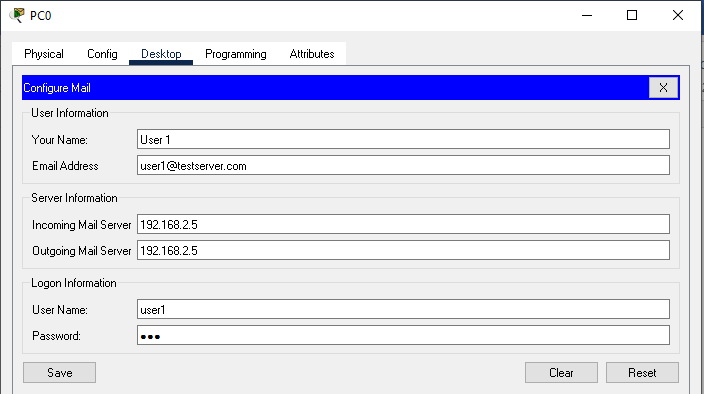 PC0
Physical Config Desktop Programming Attributes
Configure Mail X
User Information
Your Name: User 1
Email Address user1@testserver.com
Server Information
Incoming Mail Server 192.168.2.5
Outgoing Mail Server 192.168.2.5
Logon Information
User Name: user1
Password: •••
Save Clear Reset